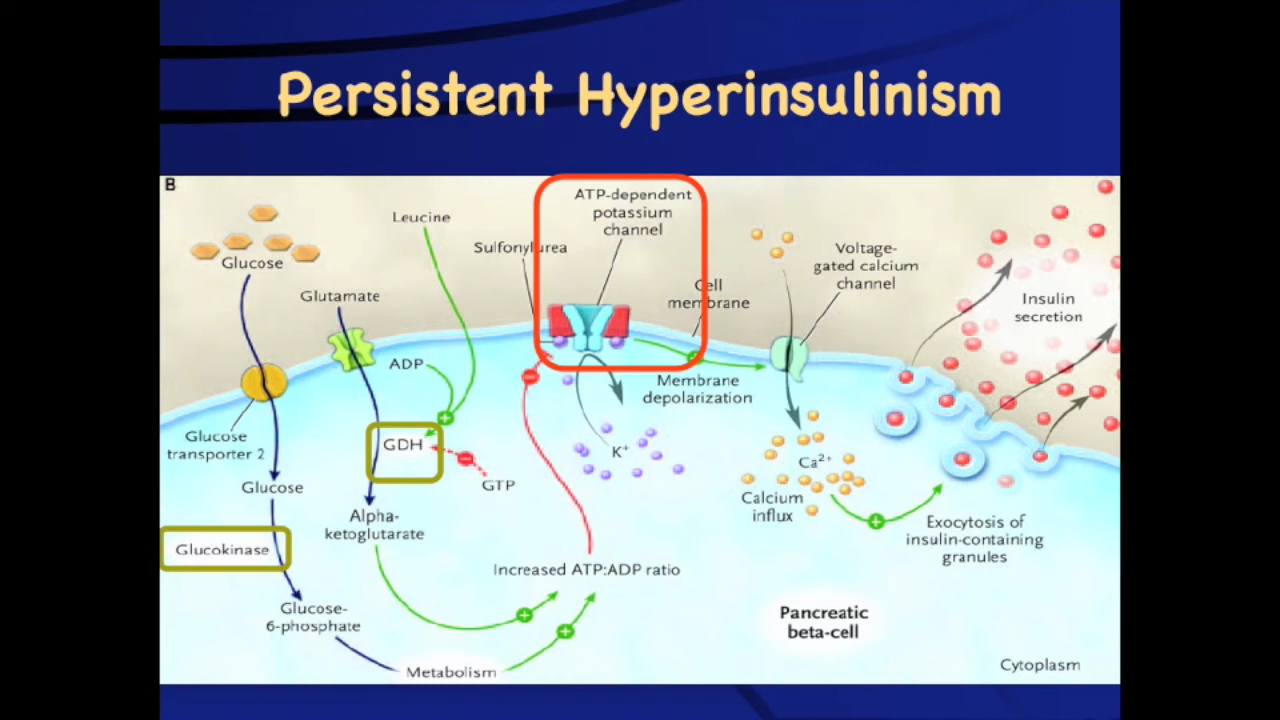 Persistent Hyperinsulinism
B
Glucose
Glutamate
Leucine
Sulfonylurea
ATP-dependent
potassium
channel
Cell
membrane
Voltage-
gated calcium
channel
Insulin
secretion
ADP
Membrane
depolarization
Glucose
transporter 2
GDH
GTP
K+
Ca2+
Calcium
influx
Glucose
Alpha-
ketoglutarate
Exocytosis of
insulin-containing
granules
Glucokinase
Increased ATP:ADP ratio
Glucose-
6-phosphate
Pancreatic
beta-cell
Metabolism
Cytoplasm